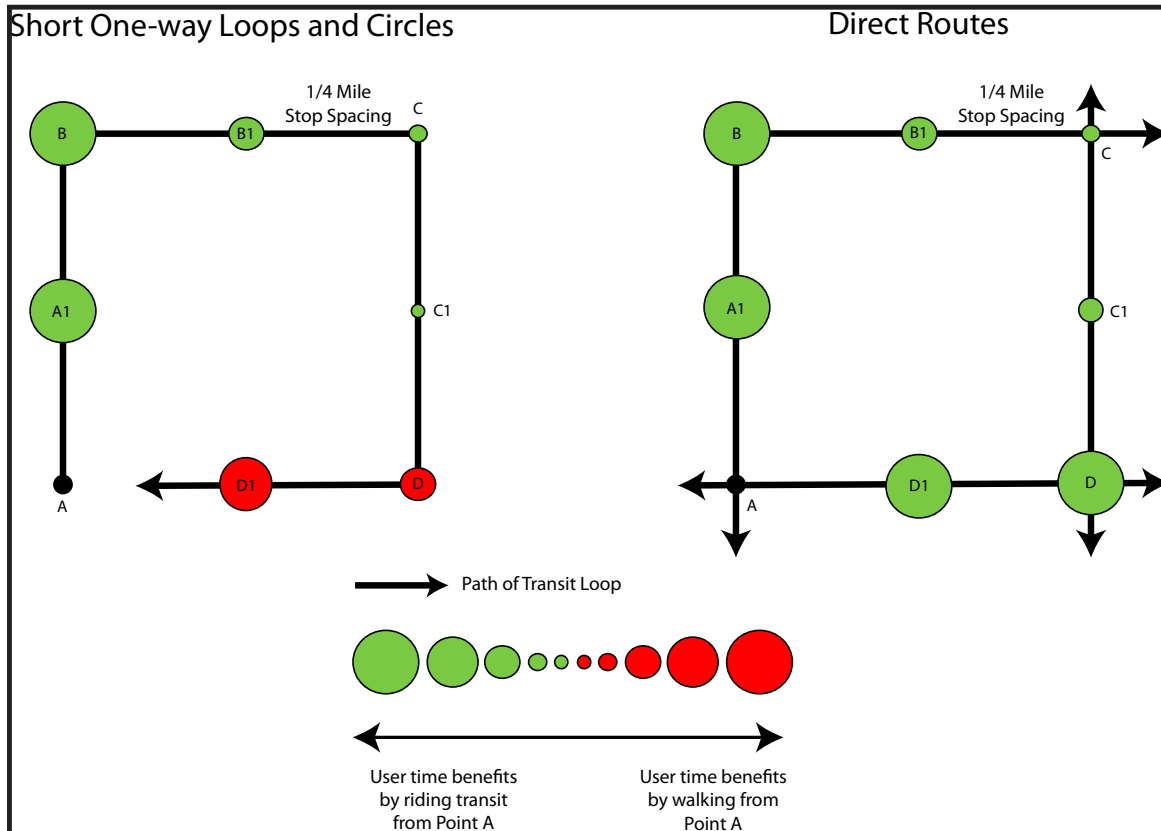 Short One-way Loops and Circles
B
B1
1/4 Mile
Stop Spacing
C
A1
C1
A
D1
D
Direct Routes
B
B1
1/4 Mile
Stop Spacing
C
A1
C1
A
D1
D
Path of Transit Loop
User time benefits
by riding transit
from Point A
User time benefits
by walking from
Point A